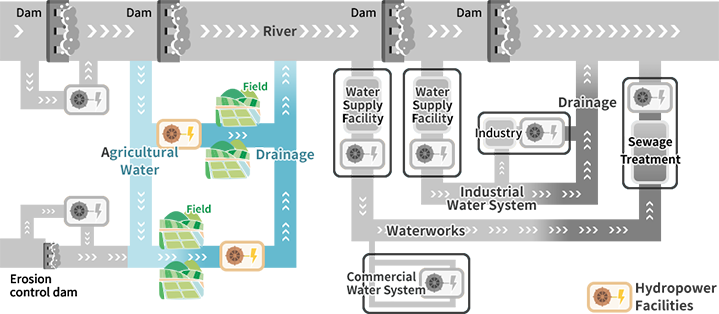 Dam
Dam
Dam
Dam
River
Field
Water
Supply
Facility
Water
Supply
Facility
Drainage
Industry
Agricultural
Water
Drainage
Sewage
Treatment
Industrial
Water System
Field
Waterworks
Erosion
control dam
Commercial
Water System
Hydropower
Facilities